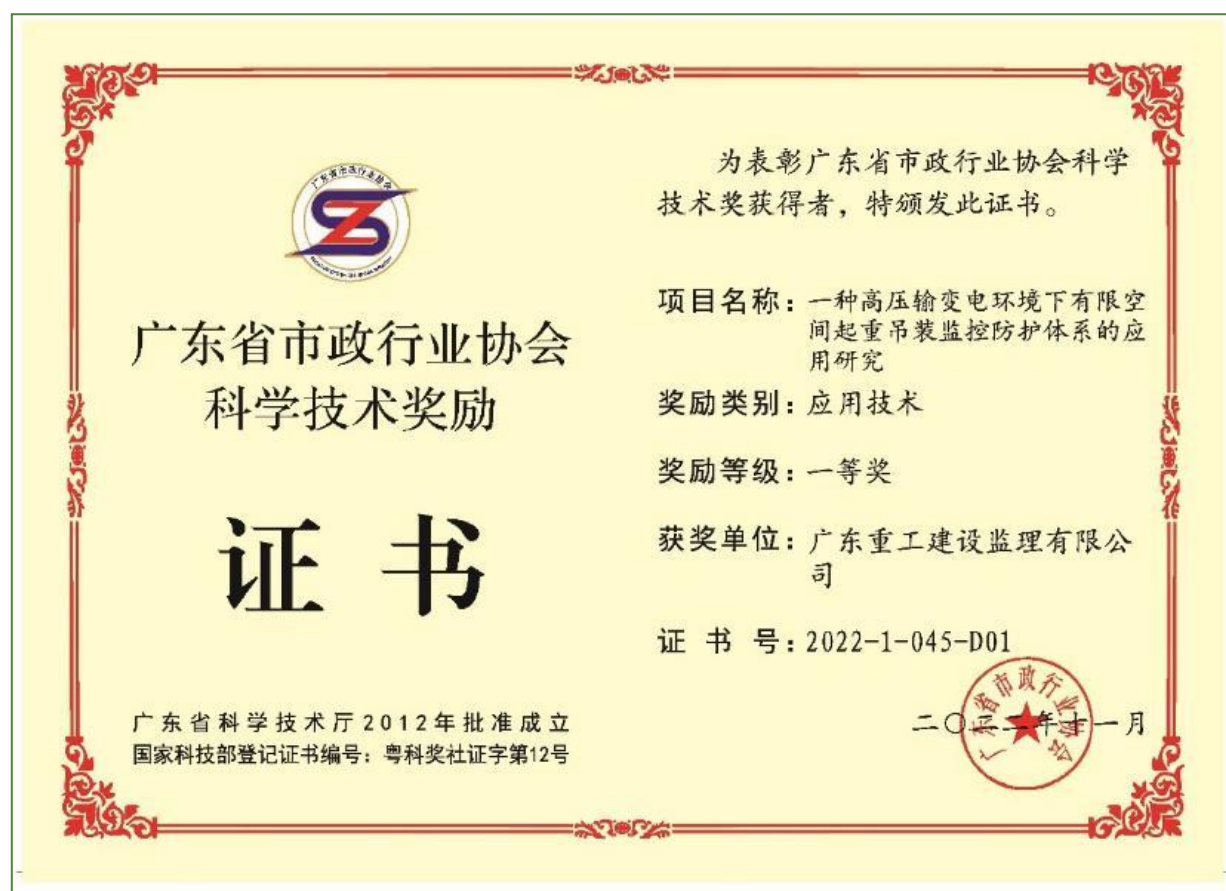 广东省市政行业协会
广东省市政行业协会
科学技术奖励
证 书
广东省科学技术厅2012年批准成立
国家科技部登记证书编号：粤科奖社证字第12号
为表彰广东省市政行业协会科学
技术奖获得者，特颁发此证书。
项目名称：一种高压输变电环境下有限空
间起重吊装监控防护体系的应
用研究
奖励类别：应用技术
奖励等级：一等奖
获奖单位：广东重工建设监理有限公
司
证 书 号：2022-1-045-D01
二〇二二年十一月
广东省市政行业协会